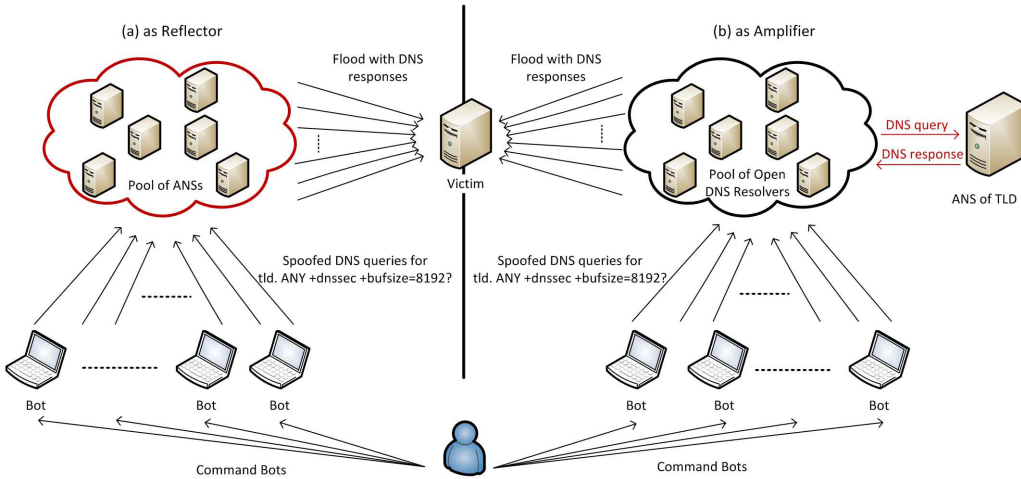 (a) as Reflector
(b) as Amplifier
Flood with DNS
responses
Flood with DNS
responses
DNS query
DNS response
Pool of ANSs
Victim
Pool of Open
DNS Resolvers
ANS of TLD
Spoofed DNS queries for
tld. ANY +dnssec +bufsize=8192?
Spoofed DNS queries for
tld. ANY +dnssec +bufsize=8192?
Bot
Bot
Bot
Bot
Bot
Bot
Command Bots
Command Bots